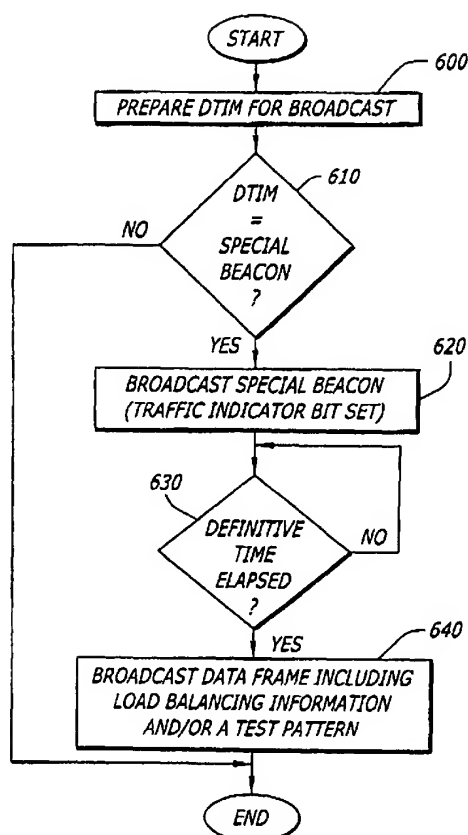 START
600
PREPARE DTIM FOR BROADCAST
610
DTIM
=
SPECIAL
BEACON
?
NO
YES
620
BROADCAST SPECIAL BEACON
(TRAFFIC INDICATOR BIT SET)
630
DEFINITIVE
TIME
ELAPSED
?
NO
YES
640
BROADCAST DATA FRAME INCLUDING
LOAD BALANCING INFORMATION
AND/OR A TEST PATTERN
END